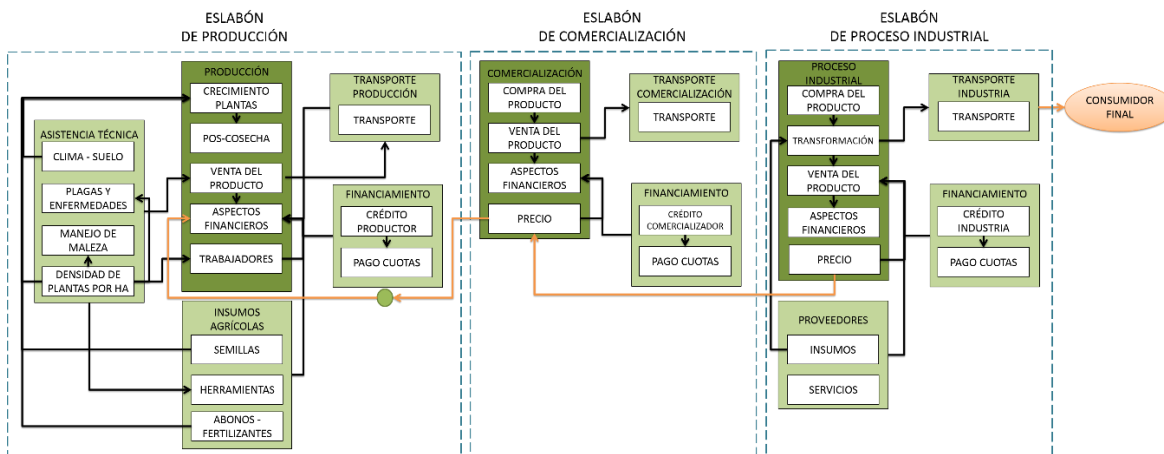 ESLABÓN
DE PRODUCCIÓN
PRODUCCIÓN
CRECIMIENTO
PLANTAS
POS-COSECHA
VENTA DEL
PRODUCTO
ASPECTOS
FINANCIEROS
TRABAJADORES
ASISTENCIA TÉCNICA
CLIMA - SUELO
PLAGAS Y
ENFERMEDADES
MANEJO DE
MALEZA
DENSIDAD DE
PLANTAS POR HA
INSUMOS
AGRÍCOLAS
SEMILLAS
HERRAMIENTAS
ABONOS -
FERTILIZANTES
TRANSPORTE
PRODUCCIÓN
TRANSPORTE
FINANCIAMIENTO
CRÉDITO
PRODUCTOR
PAGO CUOTAS
ESLABÓN
DE COMERCIALIZACIÓN
COMERCIALIZACIÓN
COMPRA DEL
PRODUCTO
VENTA DEL
PRODUCTO
ASPECTOS
FINANCIEROS
PRECIO
TRANSPORTE
COMERCIALIZACIÓN
TRANSPORTE
FINANCIAMIENTO
CRÉDITO
COMERCIALIZADOR
PAGO CUOTAS
ESLABÓN
DE PROCESO INDUSTRIAL
PROCESO
INDUSTRIAL
COMPRA DEL
PRODUCTO
TRANSFORMACIÓN
VENTA DEL
PRODUCTO
ASPECTOS
FINANCIEROS
PRECIO
PROVEEDORES
INSUMOS
SERVICIOS
TRANSPORTE
INDUSTRIA
TRANSPORTE
FINANCIAMIENTO
CRÉDITO
INDUSTRIA
PAGO CUOTAS
CONSUMIDOR
FINAL